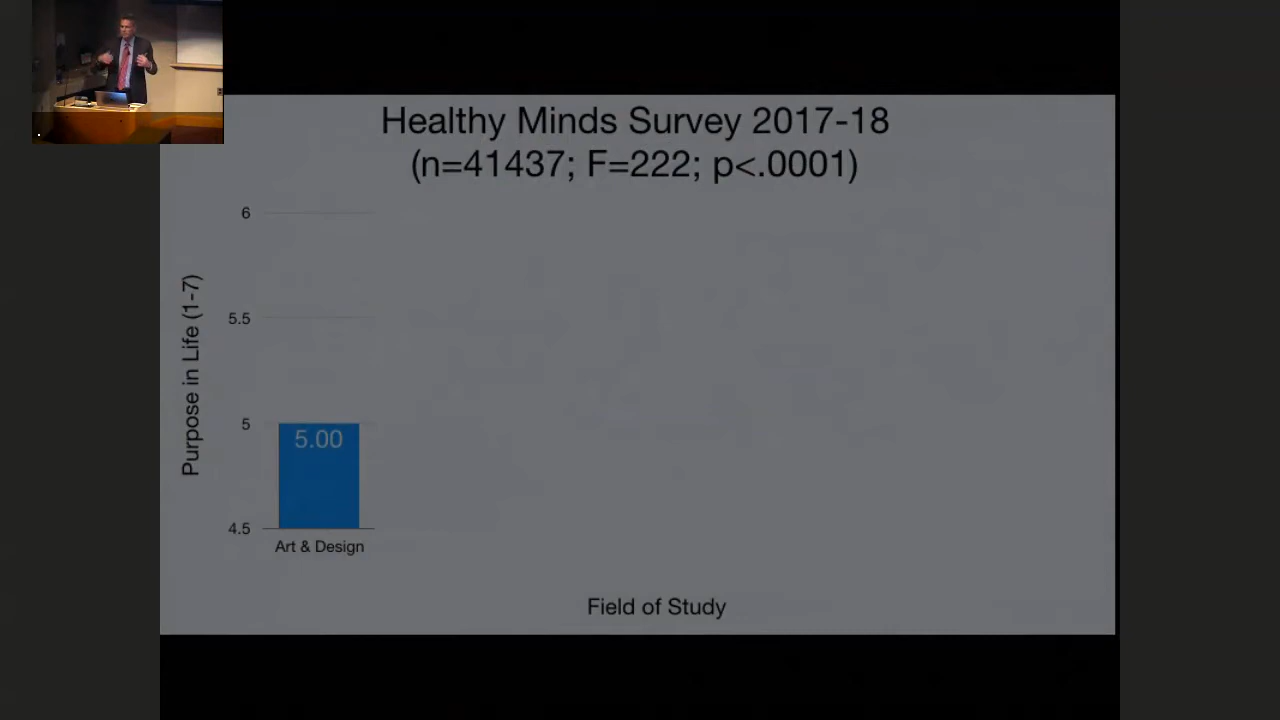 Healthy Minds Survey 2017-18
(n=41437; F=222; p<.0001)
6
5.5
5
4.5
Purpose in Life (1-7)
5.00
Art & Design
Field of Study